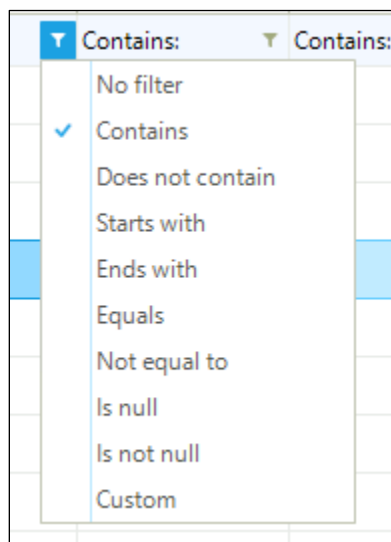 Contains: Contains:
No filter
Contains
Does not contain
Starts with
Ends with
Equals
Not equal to
Is null
Is not null
Custom